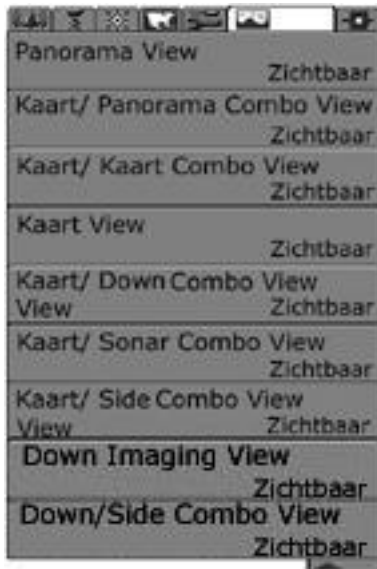 Panorama View
Zichtbaar
Kaart/ Panorama Combo View
Zichtbaar
Kaart/ Kaart Combo View
Zichtbaar
Kaart View
Zichtbaar
Kaart/ Down Combo View
View Zichtbaar
Kaart/ Sonar Combo View
Zichtbaar
Kaart/ Side Combo View
View Zichtbaar
Down Imaging View
Zichtbaar
Down/Side Combo View
Zichtbaar